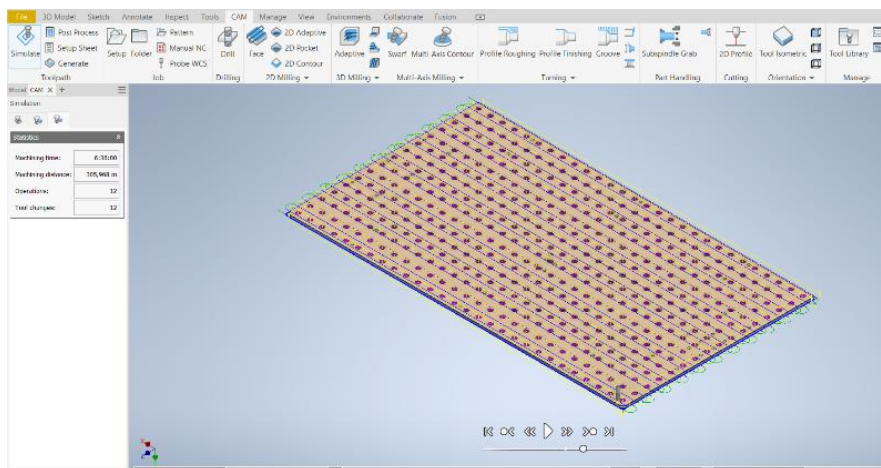 File 3D Model Sketch Annotate Inspect Tools CAM Manage View Environments Collaborate Fusion
Simulate
Post Process
Setup Sheet
Generate
Toolpath
Setup Folder
Pattern
Manual NC
Probe WCS
Job
Drill
Drilling
Face
2D Adaptive
2D Pocket
2D Contour
2D Milling
Adaptive
3D Milling
Swarf Multi-Axis Contour
Multi-Axis Milling
Profile Roughing Profile Finishing Groove
Turning
Subspindle Grab
Part Handling
2D Profile
Cutting
Tool Isometric
Orientation
Tool Library
Manage
Model CAM × +
Simulation
Statistics
Machining time: 6:36:00
Machining distance: 305,968 m
Operations: 12
Tool changes: 12